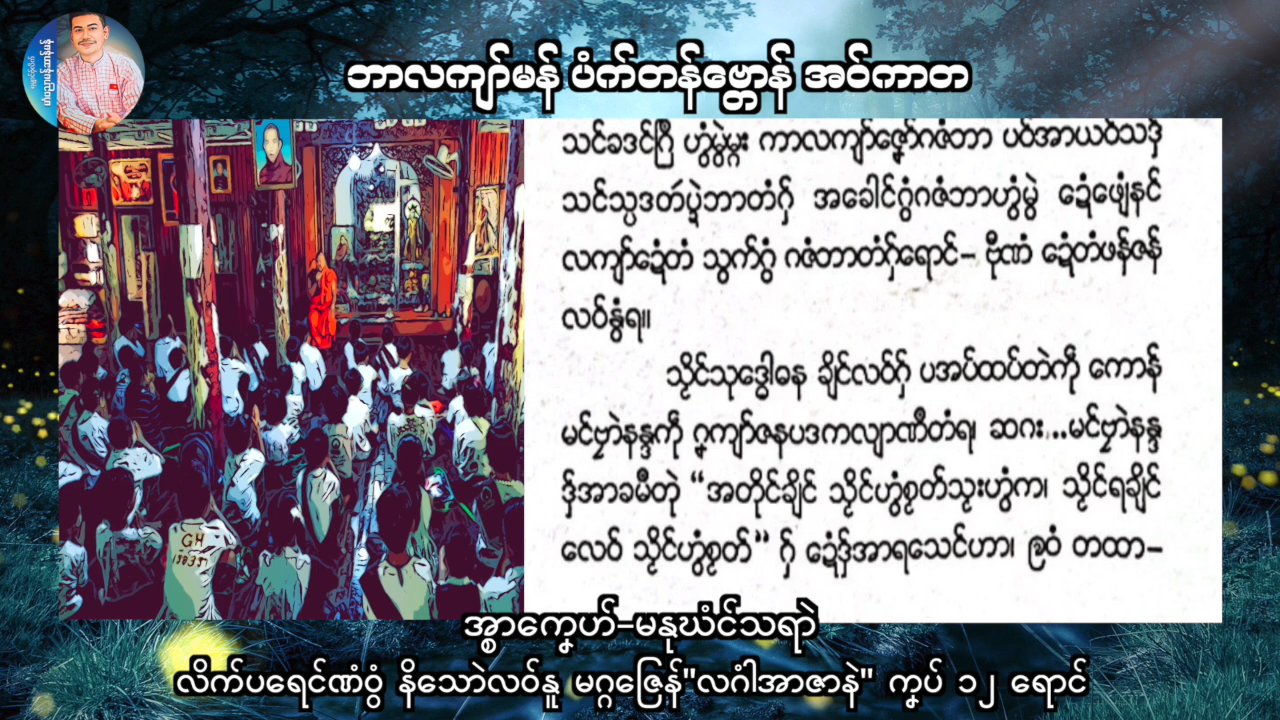 ဘာလကျာ်မန် ပံက်တန်ဗ္တောန် အဝ်ကာတ
သင်ခဒင်ဂြီ ဟွံမွဲမ္ဂး ကာလကျာ်ဇၞော်ဂဇံဘာ ပဝ်အာယဝ်သဒှ်
သင်သ္ပဒတဴပ္ဍဲဘာတံဂှ် အခေါင်ဂွံဂဇံဘာဟွံမွဲ ဍေံဖျေံနင်
လကျာ်ဍေံတံ သွက်ဂွံ ဂဇံဘာတံဂှ်ရောင်- ဗီုဏံ ဍေံတံဖန်ဇန်
လဝ်နွံရ။
သၟိင်သုဒ္ဓေါဓန ချိင်လဝ်ဂှ် ပအပ်ထပ်တဲကဵု ကောန်
မင်ဗၠာဲနန္ဒကဵု ဂၞကျာ်ဇနပဒကလျာဏဳတံရ၊ ဆဂး...မင်ဗၠာဲနန္ဒ
ဒှ်အာခမီတုဲ “အတိုင်ချိင် သၟိင်ဟွံစၟတ်သၟးဟွံက၊ သၟိင်ရချိင်
လေဝ် သၟိင်ဟွံစၟတ်” ဂှ် ဍေံဒှ်အာရသေင်ဟာ၊ ၉ဝံ တထာ-
အ္စာက္ဍေဟ်-မနုဃံင်သရာဲ
လိက်ပရေင်ဏံဝွံ နိသောဲလဝ်နူ မဂ္ဂဇြေန်"လင်္ဂါအာဇာနဲ" က္ဍပ် ၁၂ ရောင်
GH